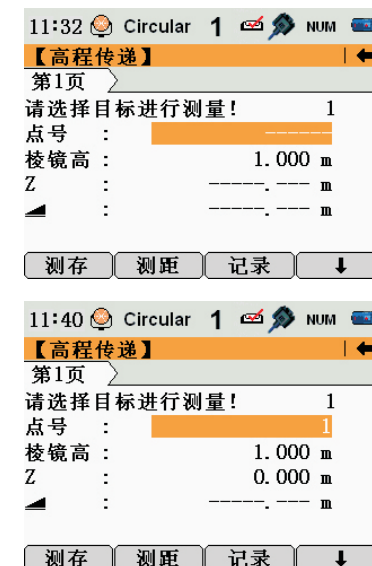 11:32 Circular 1 NUM
【高程传递】
第1页
请选择目标进行测量! 1
点号 : ------
棱镜高 : 1.000 m
Z : -----.--- m
: -----.--- m
测存 测距 记录 ↓
11:40 Circular 1 NUM
【高程传递】
第1页
请选择目标进行测量! 1
点号 : 1
棱镜高 : 1.000 m
Z : 0.000 m
: -----.--- m
测存 测距 记录 ↓